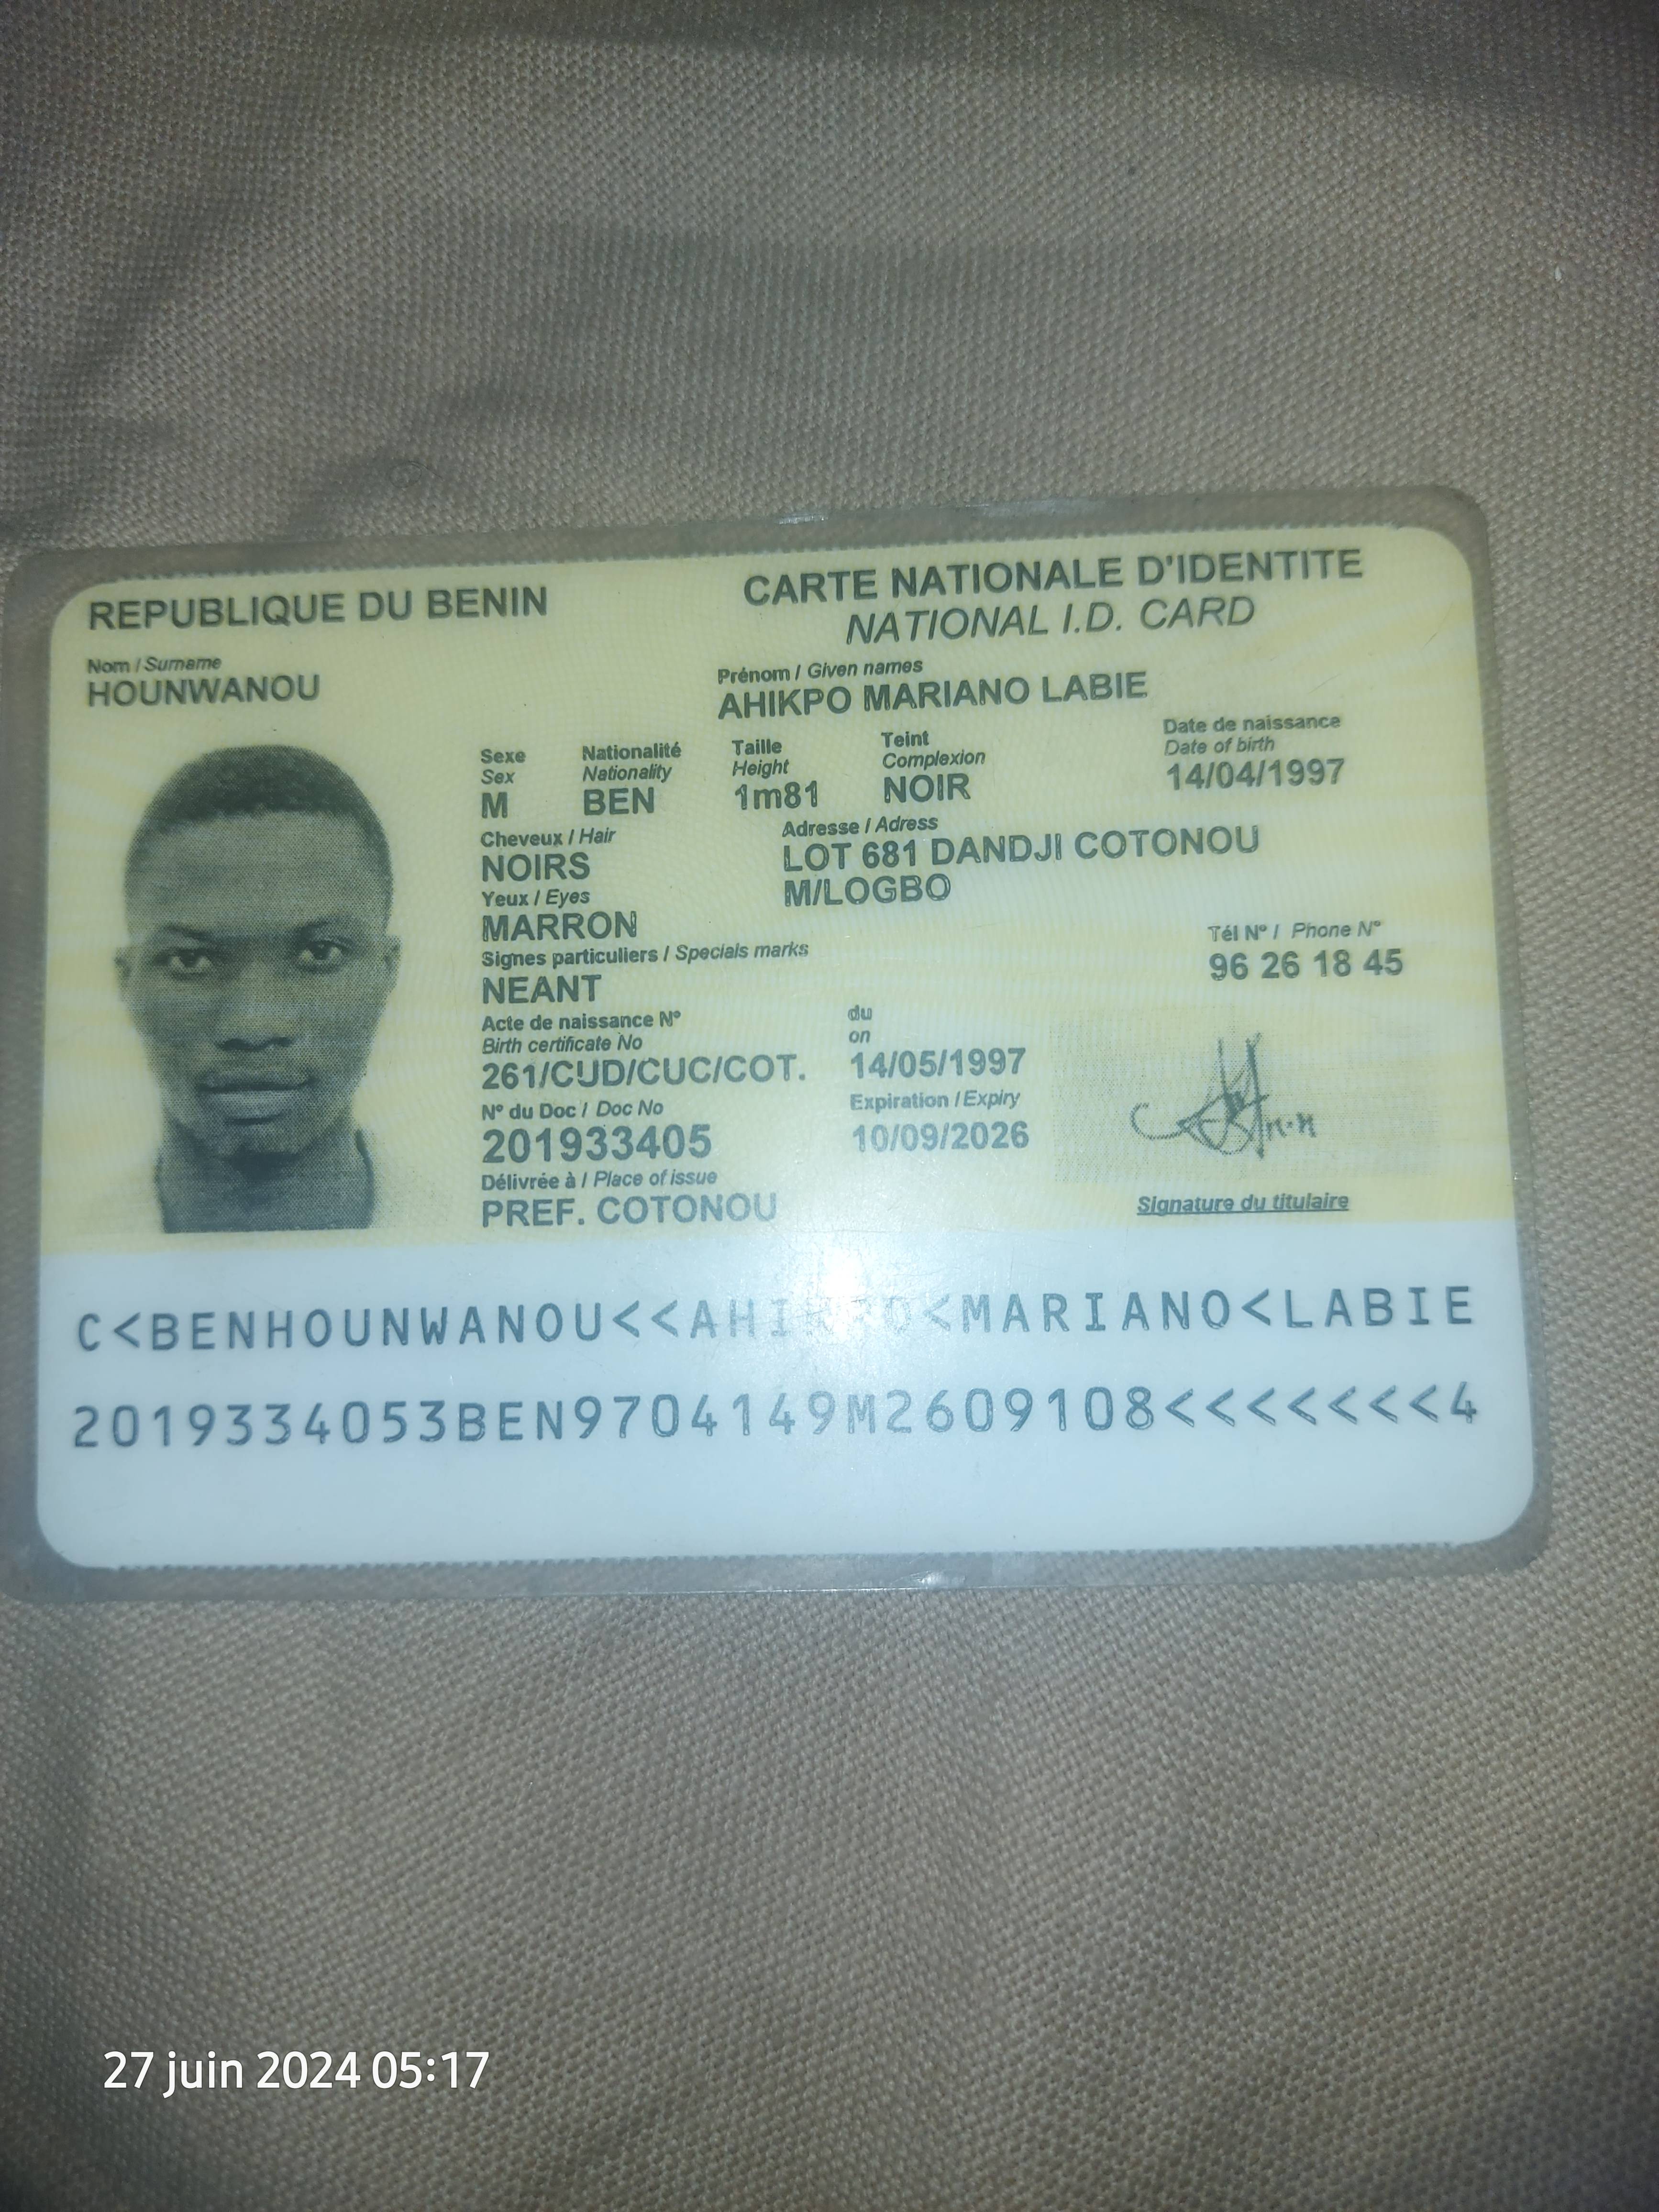 REPUBLIQUE DU BENIN
CARTE NATIONALE D'IDENTITE
NATIONAL I.D. CARD
Nom / Surname
HOUNWANOU
Prénom / Given names
AHIKPO MARIANO LABIE
Sexe
Sex
M
Nationalité
Nationality
BEN
Taille
Height
1m81
Teint
Complexion
NOIR
Date de naissance
Date of birth
14/04/1997
Cheveux / Hair
NOIRS
Adresse / Adress
LOT 681 DANDJI COTONOU
M/LOGBO
Yeux / Eyes
MARRON
Tél Nº / Phone Nº
96 26 18 45
Signes particuliers / Specials marks
NEANT
Acte de naissance Nº
Birth certificate No
261/CUD/CUC/COT.
du
on
14/05/1997
Nº du Doc / Doc No
201933405
Expiration / Expiry
10/09/2026
Délivrée à / Place of issue
PREF. COTONOU
Signature du titulaire
C<BENHOUNWANOU<<AHIKPO<MARIANO<LABIE
2019334053BEN9704149M2609108<<<<<<<4
27 juin 2024 05:17